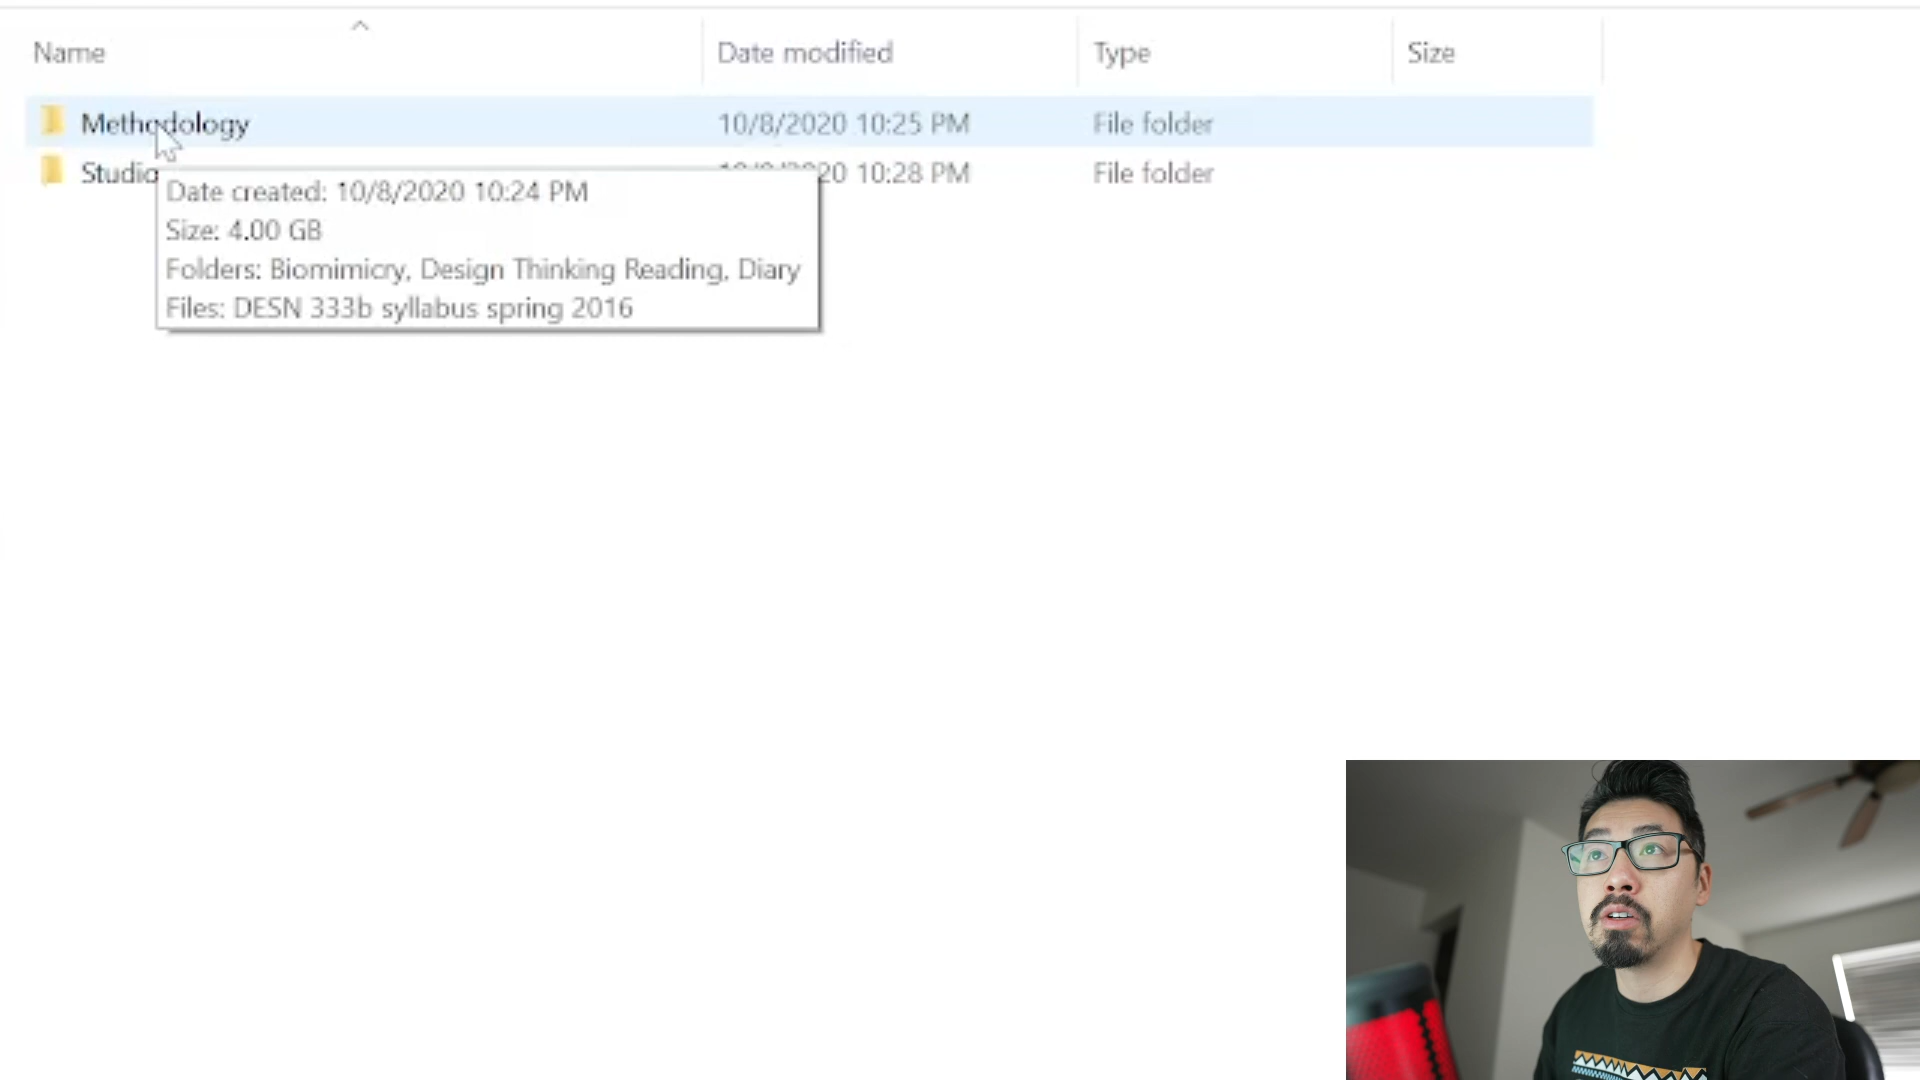 Name Date modified Type Size
Methodology 10/8/2020 10:25 PM File folder
Studio 20 10:28 PM File folder
Date created: 10/8/2020 10:24 PM
Size: 4.00 GB
Folders: Biomimicry, Design Thinking Reading, Diary
Files: DESN 333b syllabus spring 2016